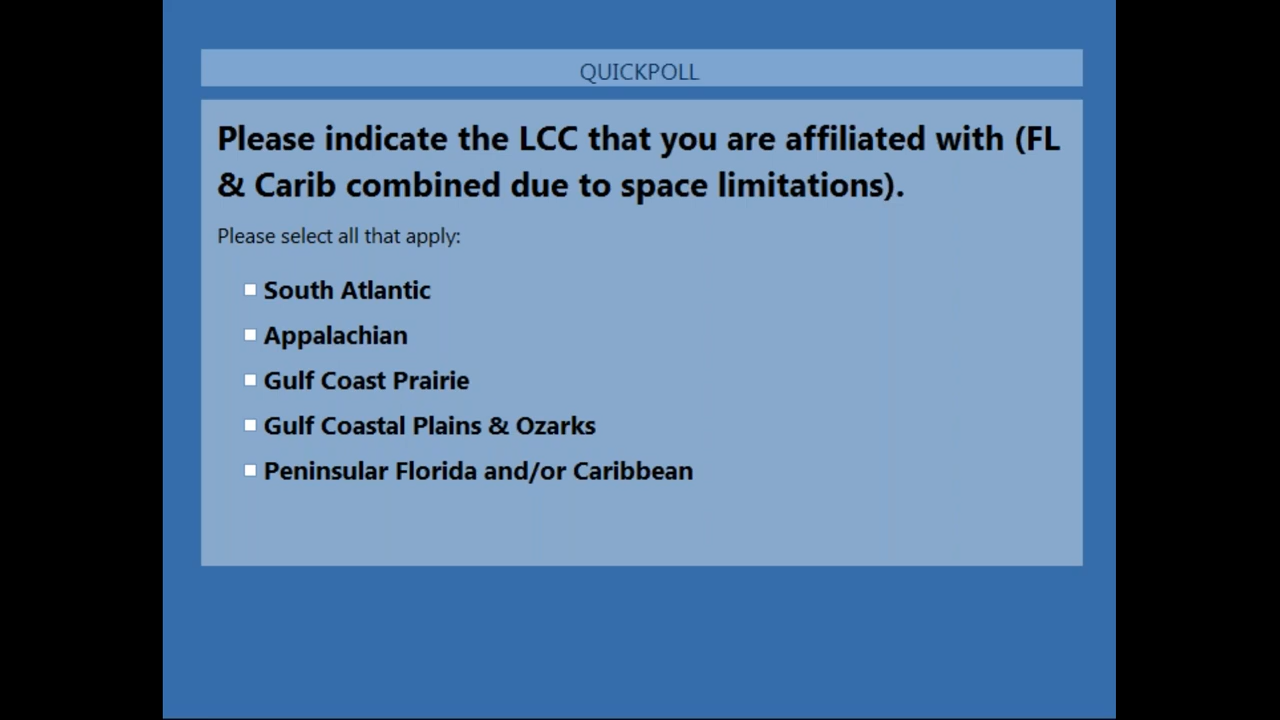 QUICKPOLL
Please indicate the LCC that you are affiliated with (FL
& Carib combined due to space limitations).
Please select all that apply:
South Atlantic
Appalachian
Gulf Coast Prairie
Gulf Coastal Plains & Ozarks
Peninsular Florida and/or Caribbean